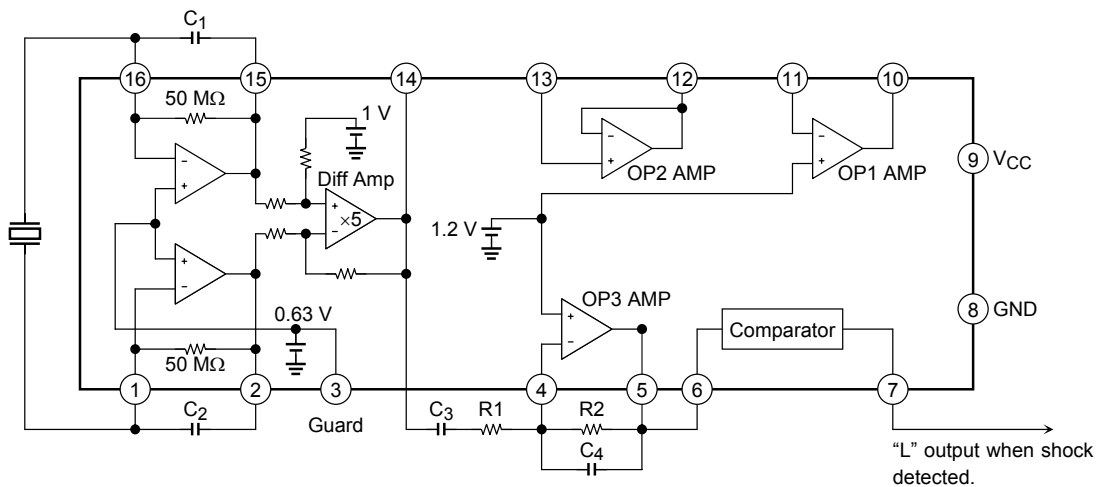 C1
16
15
14
13
12
11
10
50 MΩ
1 V
−
+
Diff Amp
+
×5
−
−
+
OP2 AMP
−
+
OP1 AMP
9
VCC
1.2 V
+
−
0.63 V
+
−
OP3 AMP
Comparator
8
GND
50 MΩ
1
2
3
4
5
6
7
Guard
C2
C3
R1
R2
C4
“L” output when shock
detected.